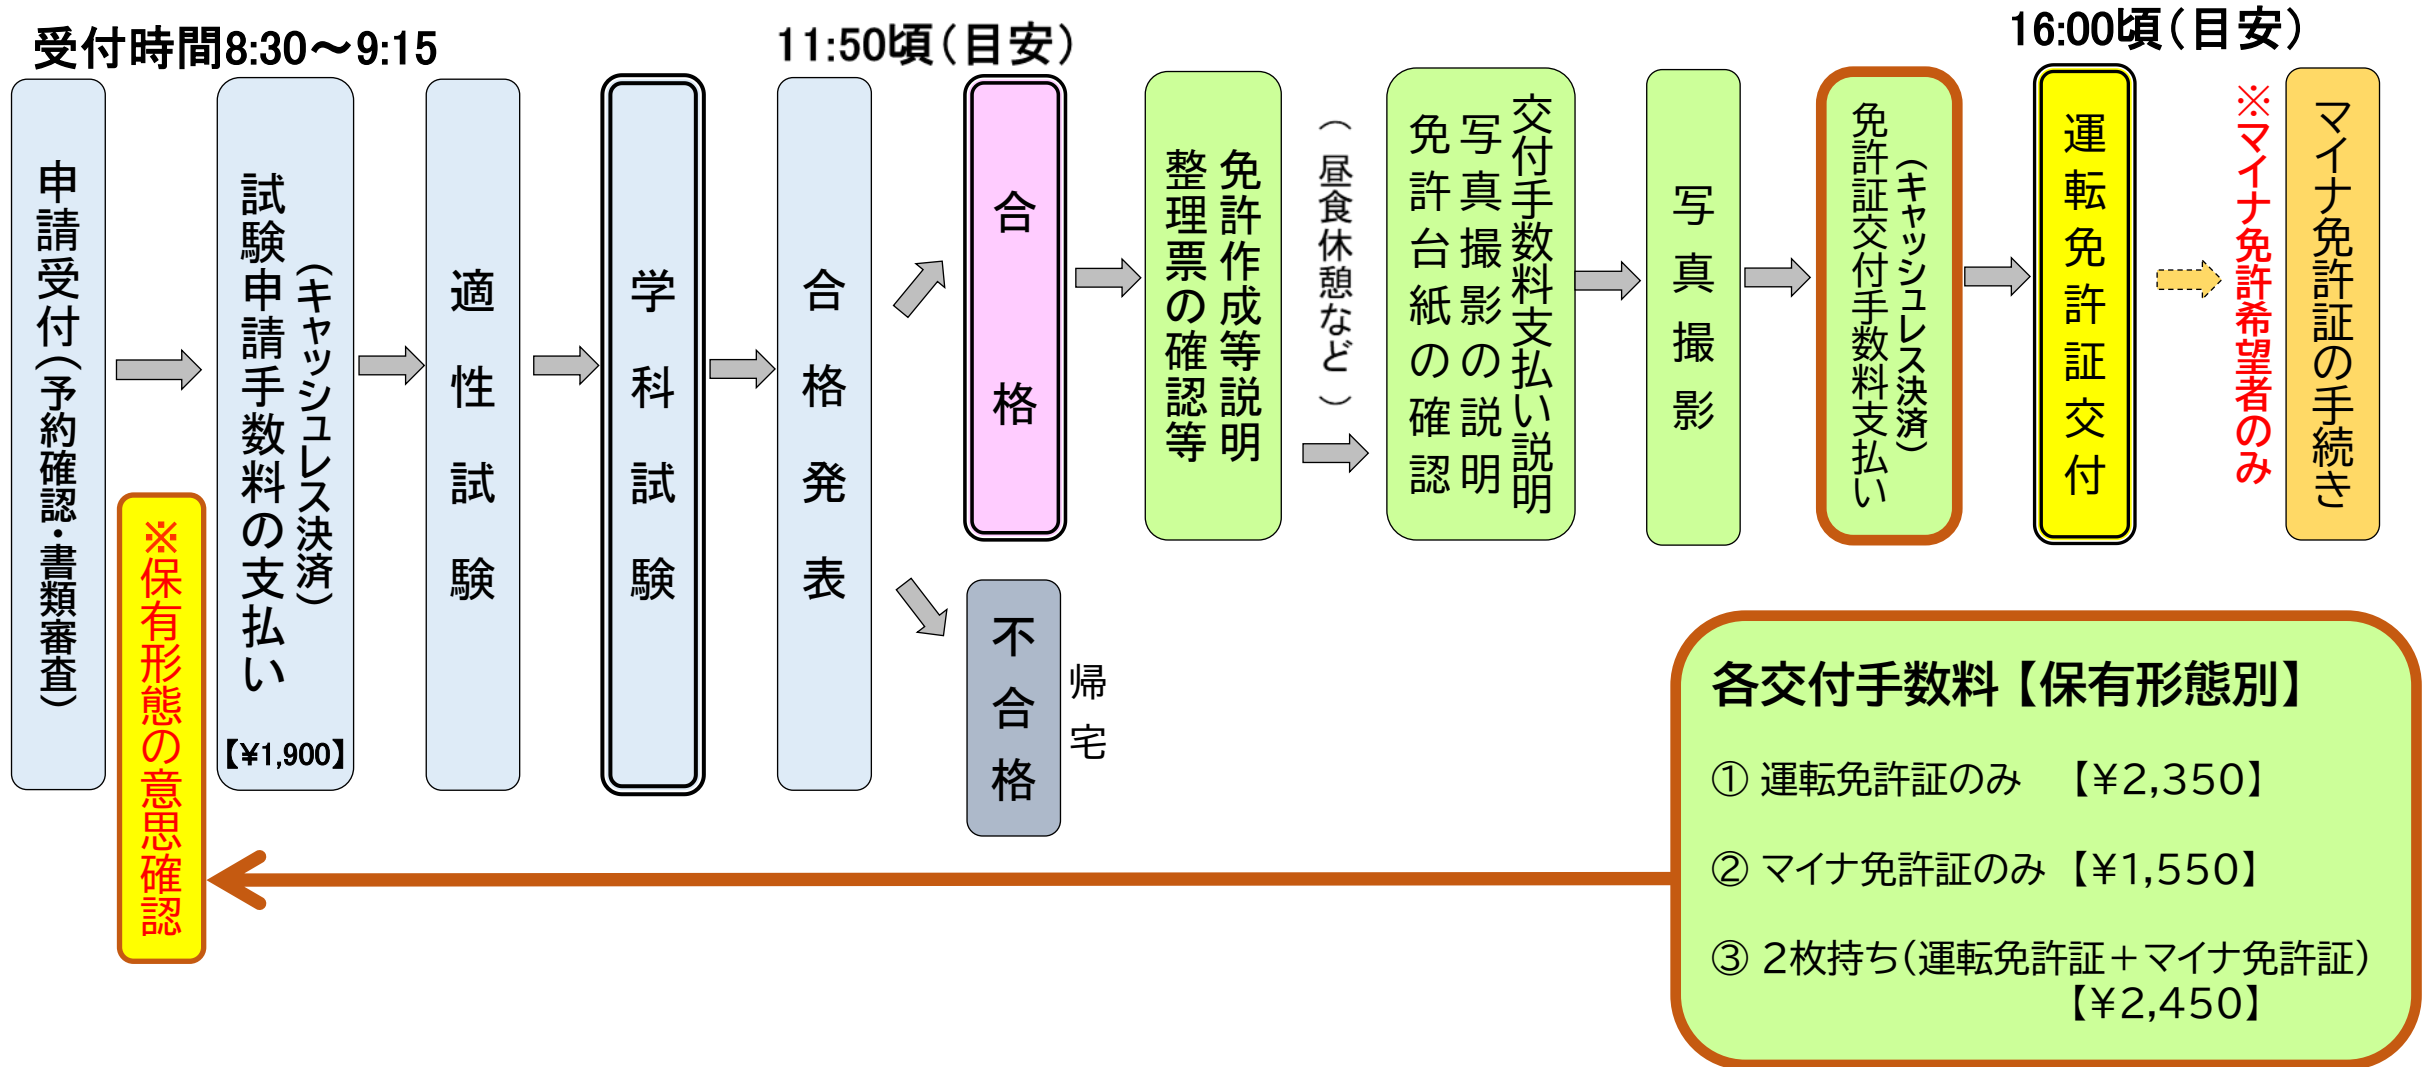 受付時間8:30～9:15
11:50頃（目安）
16:00頃（目安）
申請受付（予約確認・書類審査）
※保有形態の意思確認
試験申請手数料の支払い
（キャッシュレス決済）
【¥1,900】
適性試験
学科試験
合格発表
合格
不合格
帰宅
免許作成等説明
整理票の確認等
（昼食休憩など）
交付手数料支払い説明
写真撮影の説明
免許台紙の確認
写真撮影
（キャッシュレス決済）
免許証交付手数料支払い
運転免許証交付
※マイナ免許希望者のみ
マイナ免許証の手続き
各交付手数料【保有形態別】
① 運転免許証のみ 【¥2,350】
② マイナ免許証のみ 【¥1,550】
③ 2枚持ち（運転免許証＋マイナ免許証）
【¥2,450】